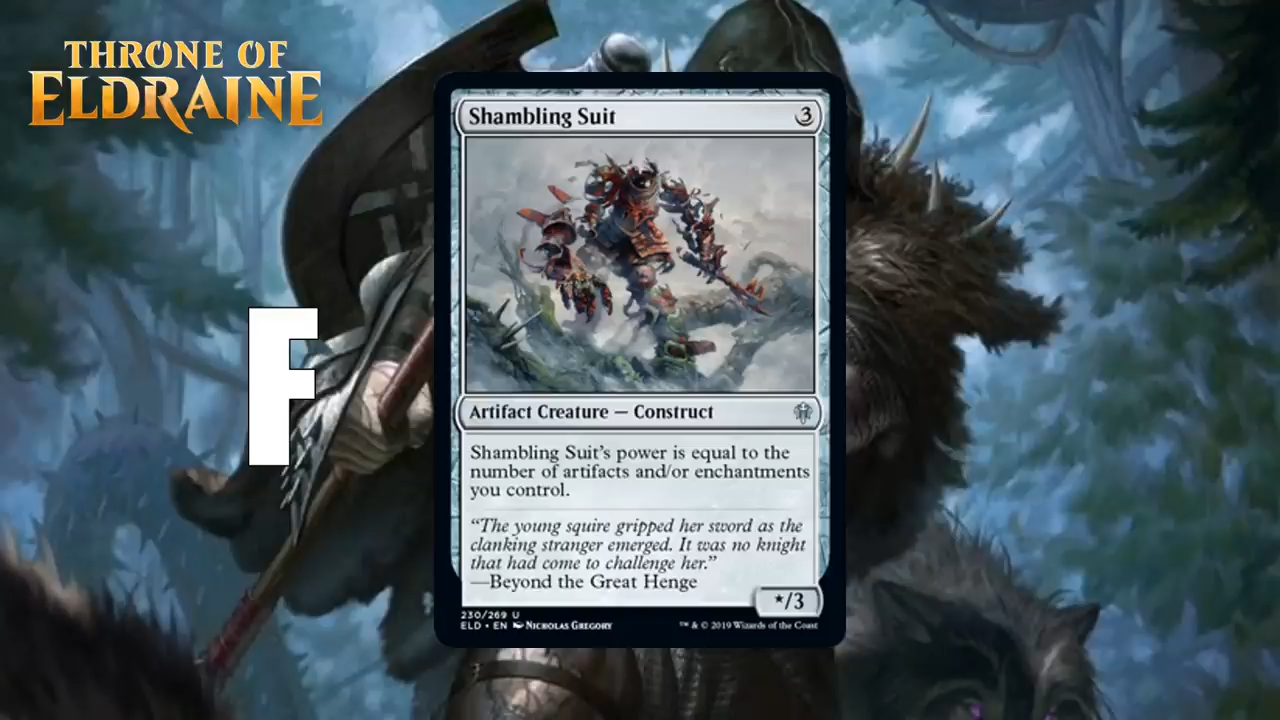 THRONE OF
ELDRAINE
F
Shambling Suit 3
Artifact Creature — Construct
Shambling Suit's power is equal to the
number of artifacts and/or enchantments
you control.
"The young squire gripped her sword as the
clanking stranger emerged. It was no knight
that had come to challenge her."
—Beyond the Great Henge
*/3
230/269 U
ELD • EN Nicholas Gregory
™ & © 2019 Wizards of the Coast